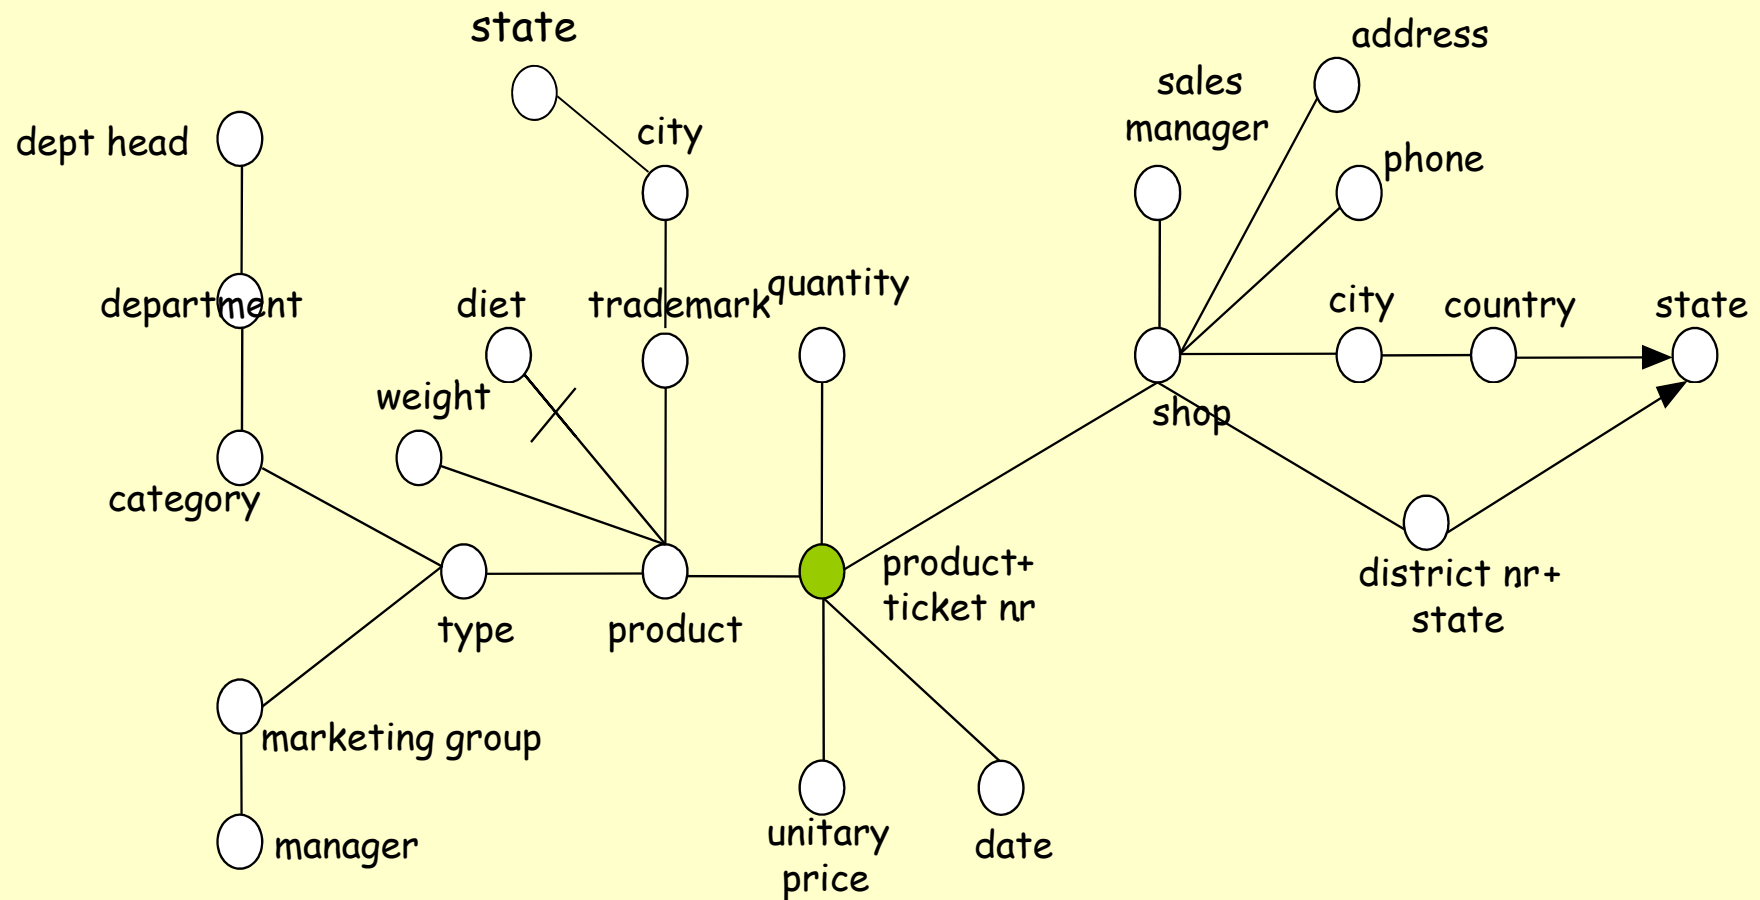 state
address
sales
manager
dept head
city
phone
department
diet
trademark
quantity
city
country
state
weight
shop
category
product+
ticket nr
district nr+
state
type
product
marketing group
manager
unitary
price
date